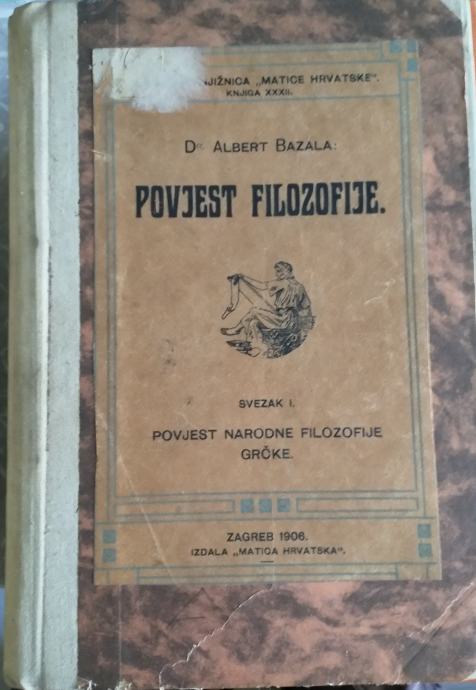 „MATICE HRVATSKE“.
KNJIGA XXXII.
Dr. ALBERT BAZALA:
POVJEST FILOZOFIJE.
SVEZAK I.
POVJEST NARODNE FILOZOFIJE
GRČKE.
ZAGREB 1906.
IZDALA „MATICA HRVATSKA“.